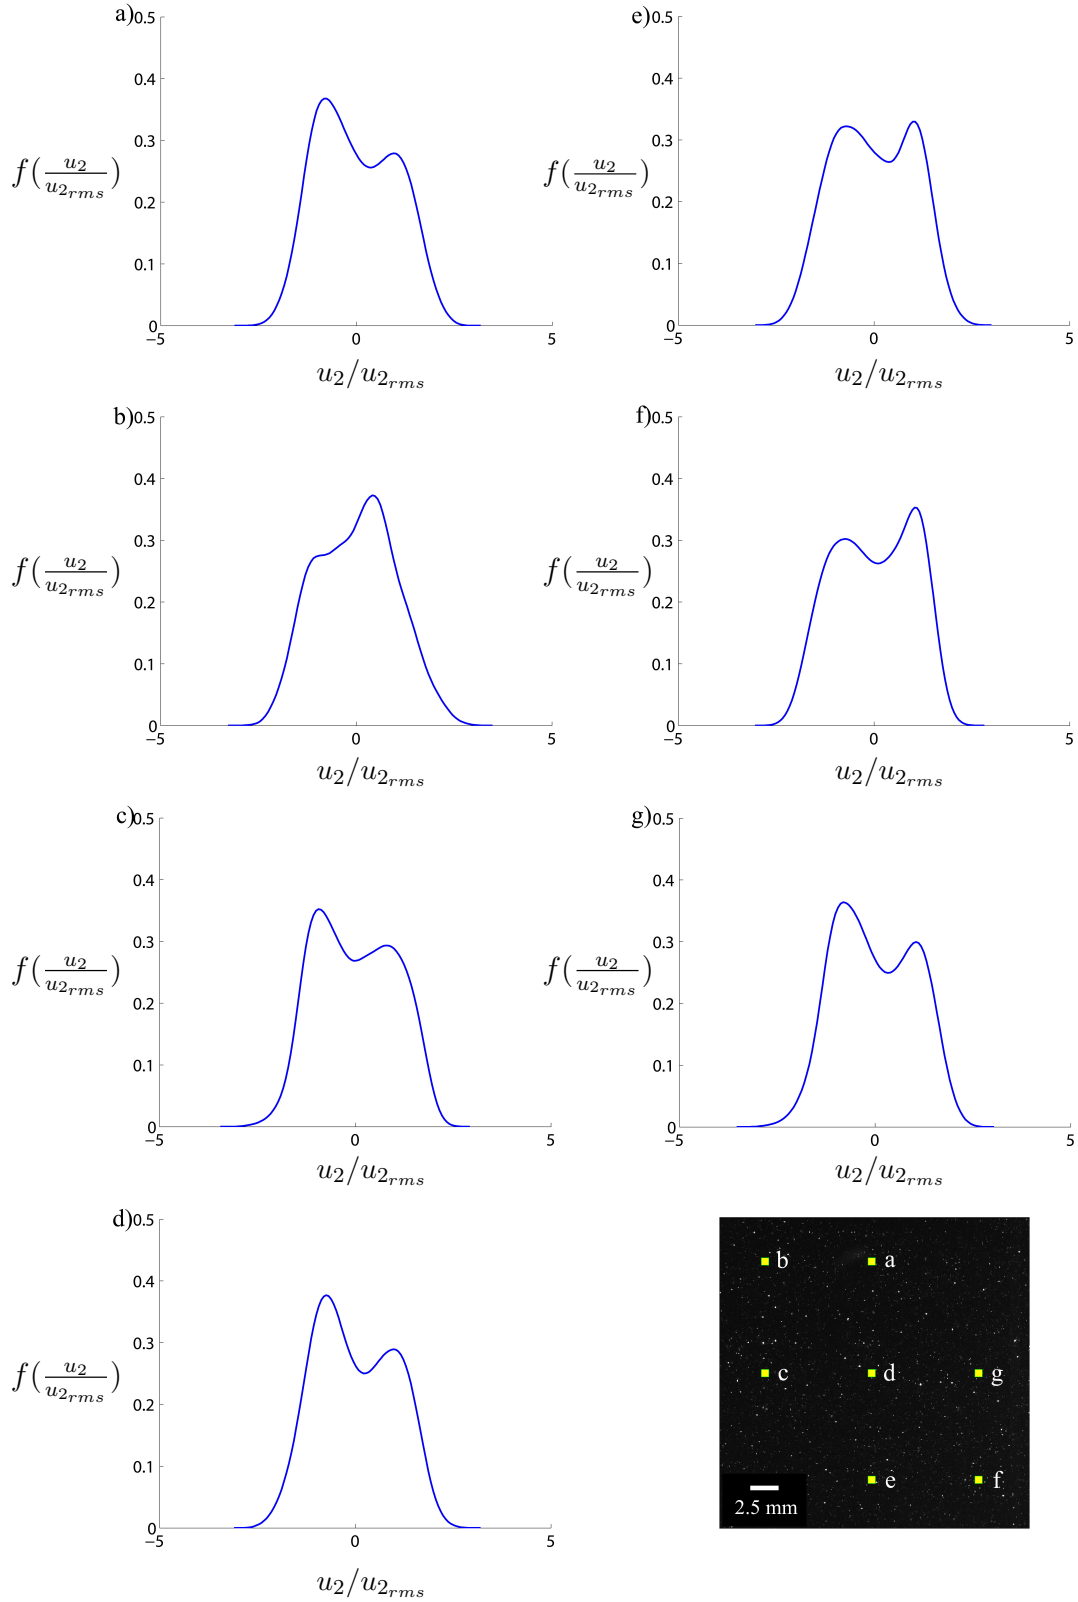 a)
0.5
0.4
0.3
0.2
0.1
0
−5 0 5
f(u₂/u₂ᵣₘₛ)
u₂/u₂ᵣₘₛ
b)
0.5
0.4
0.3
0.2
0.1
0
−5 0 5
f(u₂/u₂ᵣₘₛ)
u₂/u₂ᵣₘₛ
c)
0.5
0.4
0.3
0.2
0.1
0
−5 0 5
f(u₂/u₂ᵣₘₛ)
u₂/u₂ᵣₘₛ
d)
0.5
0.4
0.3
0.2
0.1
0
−5 0 5
f(u₂/u₂ᵣₘₛ)
u₂/u₂ᵣₘₛ
e)
0.5
0.4
0.3
0.2
0.1
0
−5 0 5
f(u₂/u₂ᵣₘₛ)
u₂/u₂ᵣₘₛ
f)
0.5
0.4
0.3
0.2
0.1
0
−5 0 5
f(u₂/u₂ᵣₘₛ)
u₂/u₂ᵣₘₛ
g)
0.5
0.4
0.3
0.2
0.1
0
−5 0 5
f(u₂/u₂ᵣₘₛ)
u₂/u₂ᵣₘₛ
b a
c d g
e f
2.5 mm